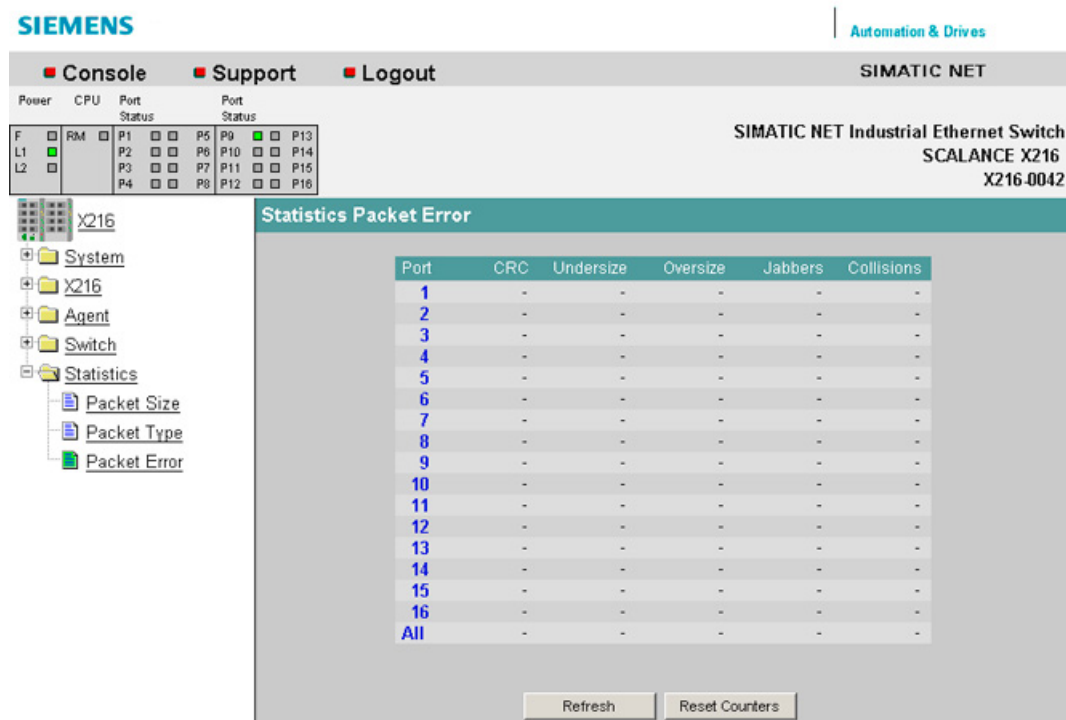 SIEMENS
Automation & Drives
Console Support Logout SIMATIC NET
Power CPU Port Status Port Status
F RM P1 P5 P9 P13
L1 P2 P6 P10 P14
L2 P3 P7 P11 P15
P4 P8 P12 P16
SIMATIC NET Industrial Ethernet Switch
SCALANCE X216
X216-0042
X216
System
X216
Agent
Switch
Statistics
Packet Size
Packet Type
Packet Error
Statistics Packet Error
Port CRC Undersize Oversize Jabbers Collisions
1 - - - - -
2 - - - - -
3 - - - - -
4 - - - - -
5 - - - - -
6 - - - - -
7 - - - - -
8 - - - - -
9 - - - - -
10 - - - - -
11 - - - - -
12 - - - - -
13 - - - - -
14 - - - - -
15 - - - - -
16 - - - - -
All - - - - -
Refresh Reset Counters